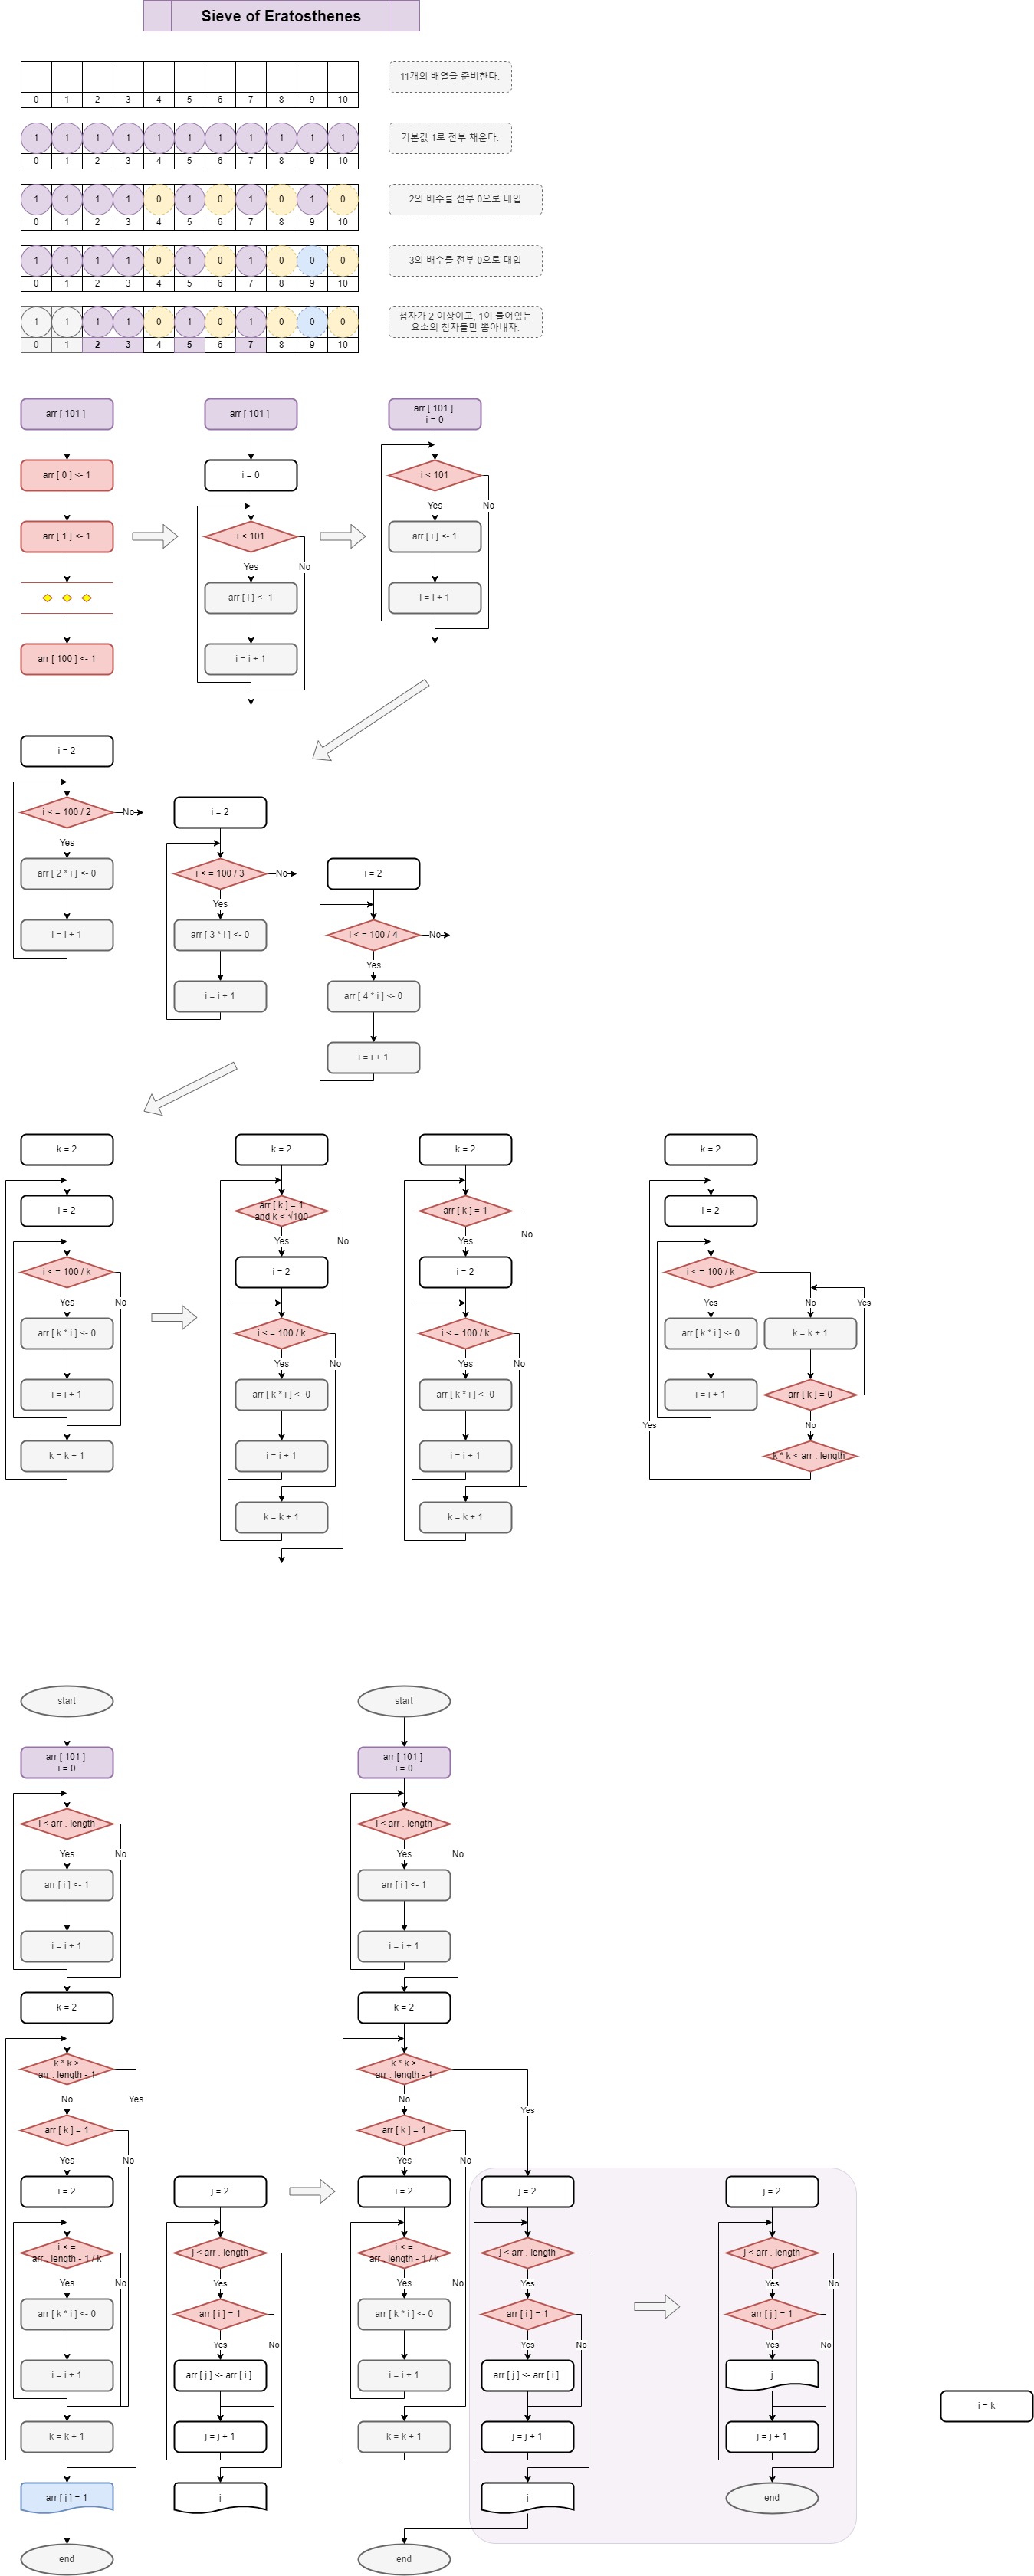 Sieve of Eratosthenes
11개의 배열을 준비한다.
0 1 2 3 4 5 6 7 8 9 10
1 1 1 1 1 1 1 1 1 1 1
기본값 1로 전부 채운다.
0 1 2 3 4 5 6 7 8 9 10
1 1 1 1 0 1 0 1 0 1 0
2의 배수를 전부 0으로 대입
0 1 2 3 4 5 6 7 8 9 10
1 1 1 1 0 1 0 1 0 0 0
3의 배수를 전부 0으로 대입
0 1 2 3 4 5 6 7 8 9 10
1 1 1 1 0 1 0 1 0 0 0
첨자가 2 이상이고, 1이 들어있는
요소의 첨자들만 뽑아내자.
0 1 2 3 4 5 6 7 8 9 10
arr [ 101 ]
arr [ 0 ] <- 1
arr [ 1 ] <- 1
arr [ 100 ] <- 1
arr [ 101 ]
i = 0
i < 101
Yes
No
arr [ i ] <- 1
i = i + 1
arr [ 101 ]
i = 0
i < 101
Yes
No
arr [ i ] <- 1
i = i + 1
i = 2
i < = 100 / 2
No
Yes
arr [ 2 * i ] <- 0
i = i + 1
i = 2
i < = 100 / 3
No
Yes
arr [ 3 * i ] <- 0
i = i + 1
i = 2
i < = 100 / 4
No
Yes
arr [ 4 * i ] <- 0
i = i + 1
k = 2
i = 2
i < = 100 / k
Yes
No
arr [ k * i ] <- 0
i = i + 1
k = k + 1
k = 2
arr [ k ] = 1
and k < √100
Yes
No
i = 2
i < = 100 / k
Yes
No
arr [ k * i ] <- 0
i = i + 1
k = k + 1
k = 2
arr [ k ] = 1
Yes
No
i = 2
i < = 100 / k
Yes
No
arr [ k * i ] <- 0
i = i + 1
k = k + 1
k = 2
i = 2
i < = 100 / k
Yes
No
Yes
arr [ k * i ] <- 0
k = k + 1
i = i + 1
arr [ k ] = 0
Yes
No
k * k < arr . length
start
arr [ 101 ]
i = 0
i < arr . length
Yes
No
arr [ i ] <- 1
i = i + 1
k = 2
k * k >
arr . length - 1
No
Yes
arr [ k ] = 1
Yes
No
i = 2
i < =
arr . length - 1 / k
Yes
No
arr [ k * i ] <- 0
i = i + 1
k = k + 1
arr [ j ] = 1
end
j = 2
j < arr . length
Yes
arr [ i ] = 1
Yes
No
arr [ j ] <- arr [ i ]
j = j + 1
j
start
arr [ 101 ]
i = 0
i < arr . length
Yes
No
arr [ i ] <- 1
i = i + 1
k = 2
k * k >
arr . length - 1
No
Yes
arr [ k ] = 1
Yes
No
i = 2
i < =
arr . length - 1 / k
Yes
No
arr [ k * i ] <- 0
i = i + 1
k = k + 1
end
j = 2
j < arr . length
Yes
arr [ i ] = 1
Yes
No
arr [ j ] <- arr [ i ]
j = j + 1
j
j = 2
j < arr . length
Yes
No
arr [ j ] = 1
Yes
No
j
j = j + 1
end
i = k